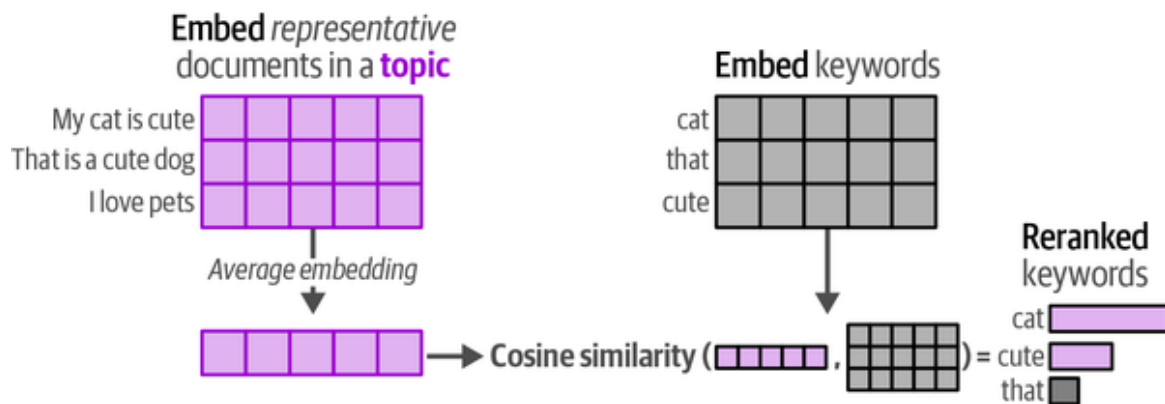 Embed representative
documents in a topic
My cat is cute
That is a cute dog
I love pets
Average embedding
Embed keywords
cat
that
cute
Cosine similarity ( , ) =
Reranked
keywords
cat
cute
that